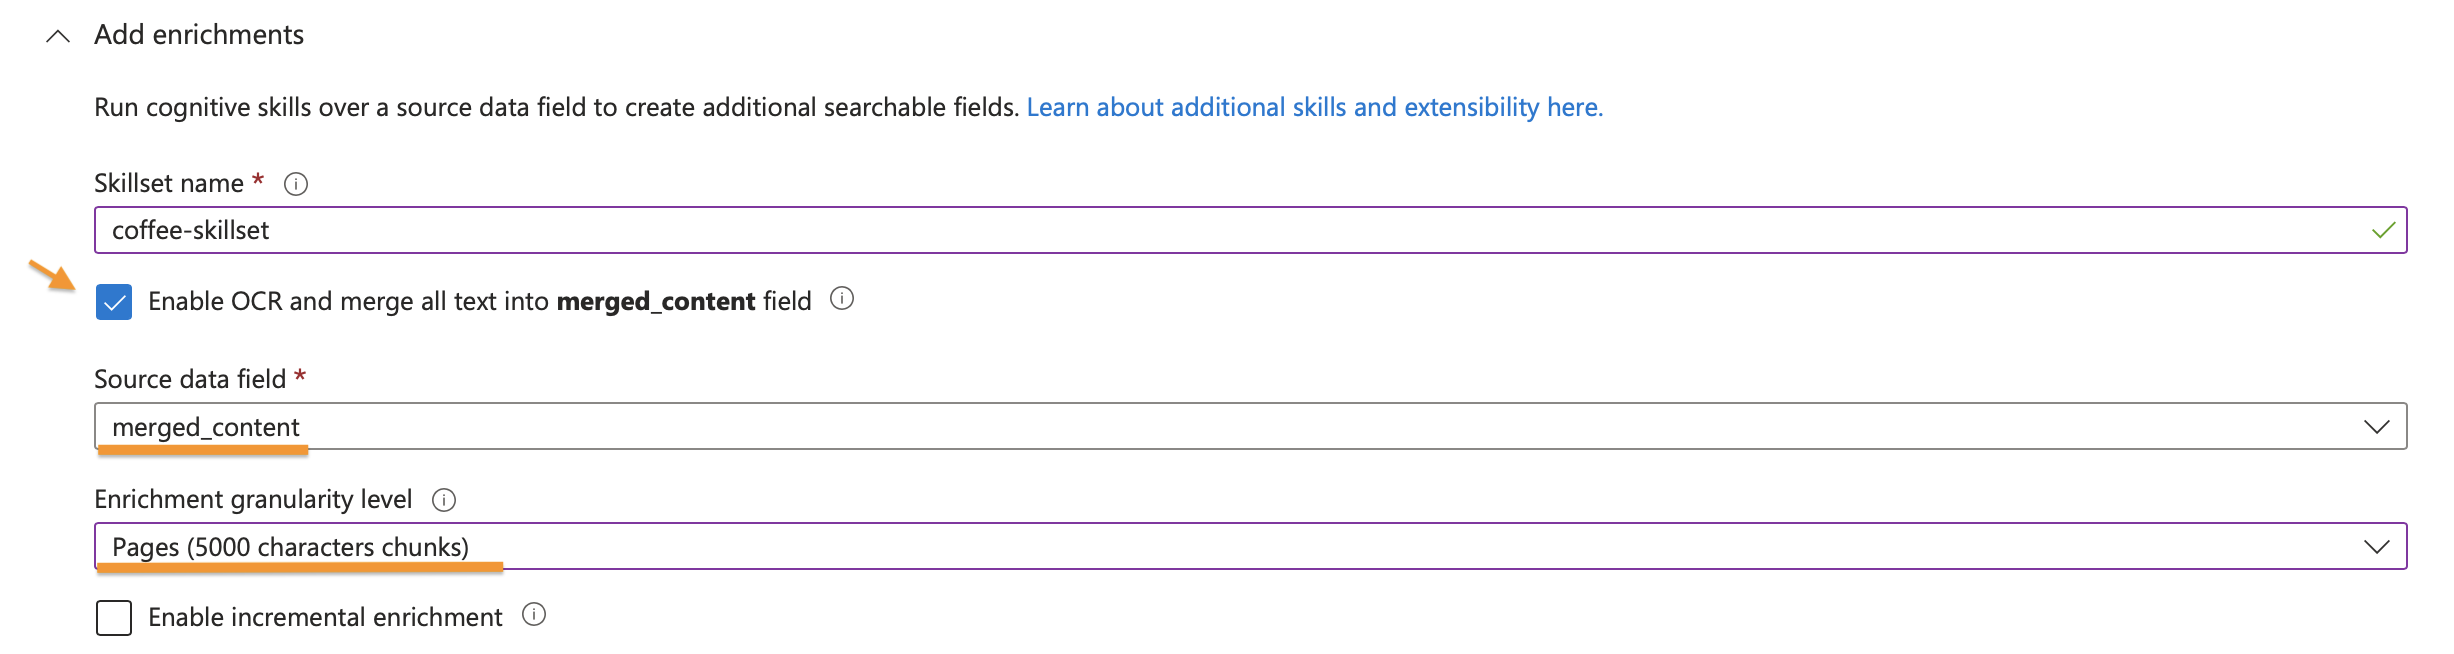 Add enrichments
Run cognitive skills over a source data field to create additional searchable fields. Learn about additional skills and extensibility here.
Skillset name *
coffee-skillset
Enable OCR and merge all text into merged_content field
Source data field *
merged_content
Enrichment granularity level
Pages (5000 characters chunks)
Enable incremental enrichment